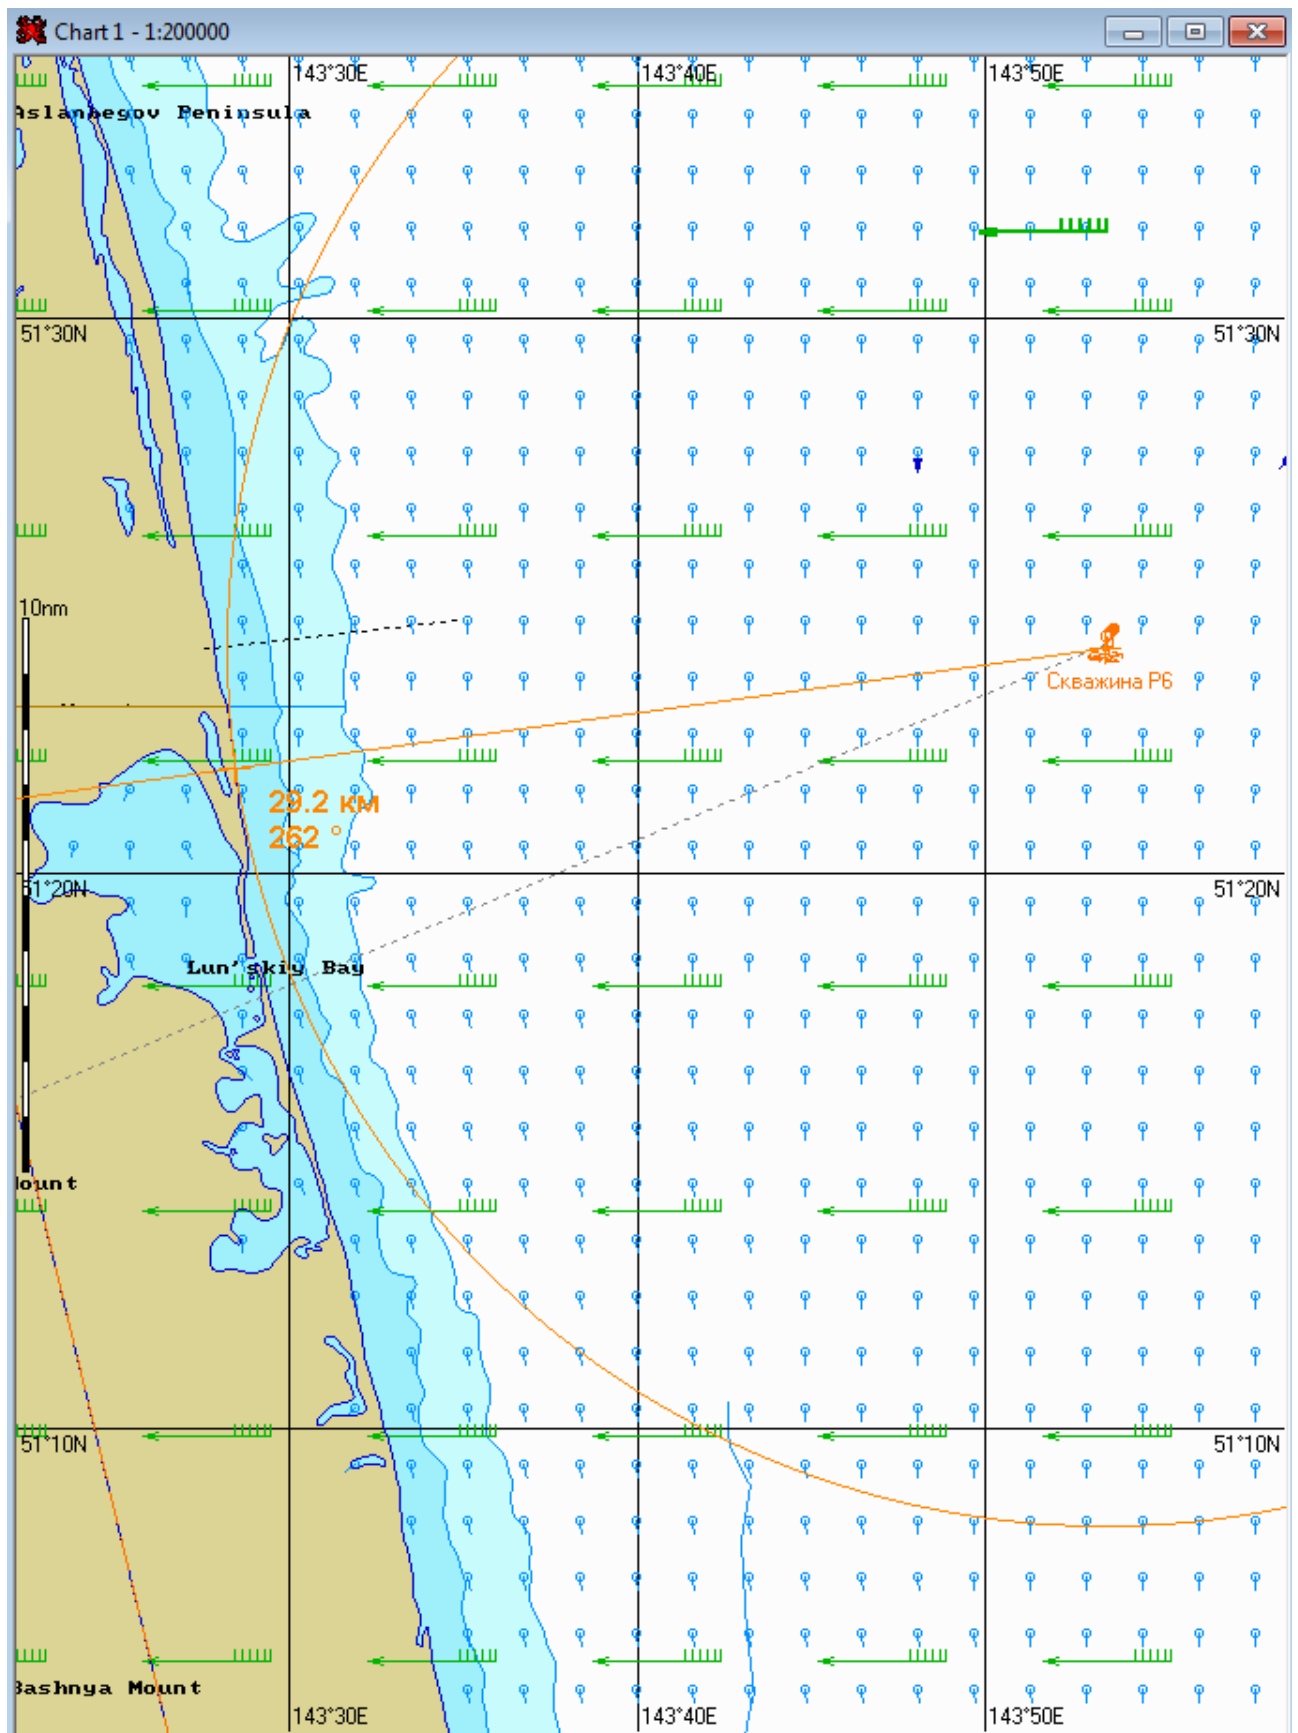 Chart 1 - 1:200000
143°30E 143°40E 143°50E
Aslanbegov Peninsula
51°30N 51°30N
10nm
Скважина Р6
29.2 км
262 °
51°20N 51°20N
Lun'skiy Bay
Mount
51°10N 51°10N
Bashnya Mount
143°30E 143°40E 143°50E